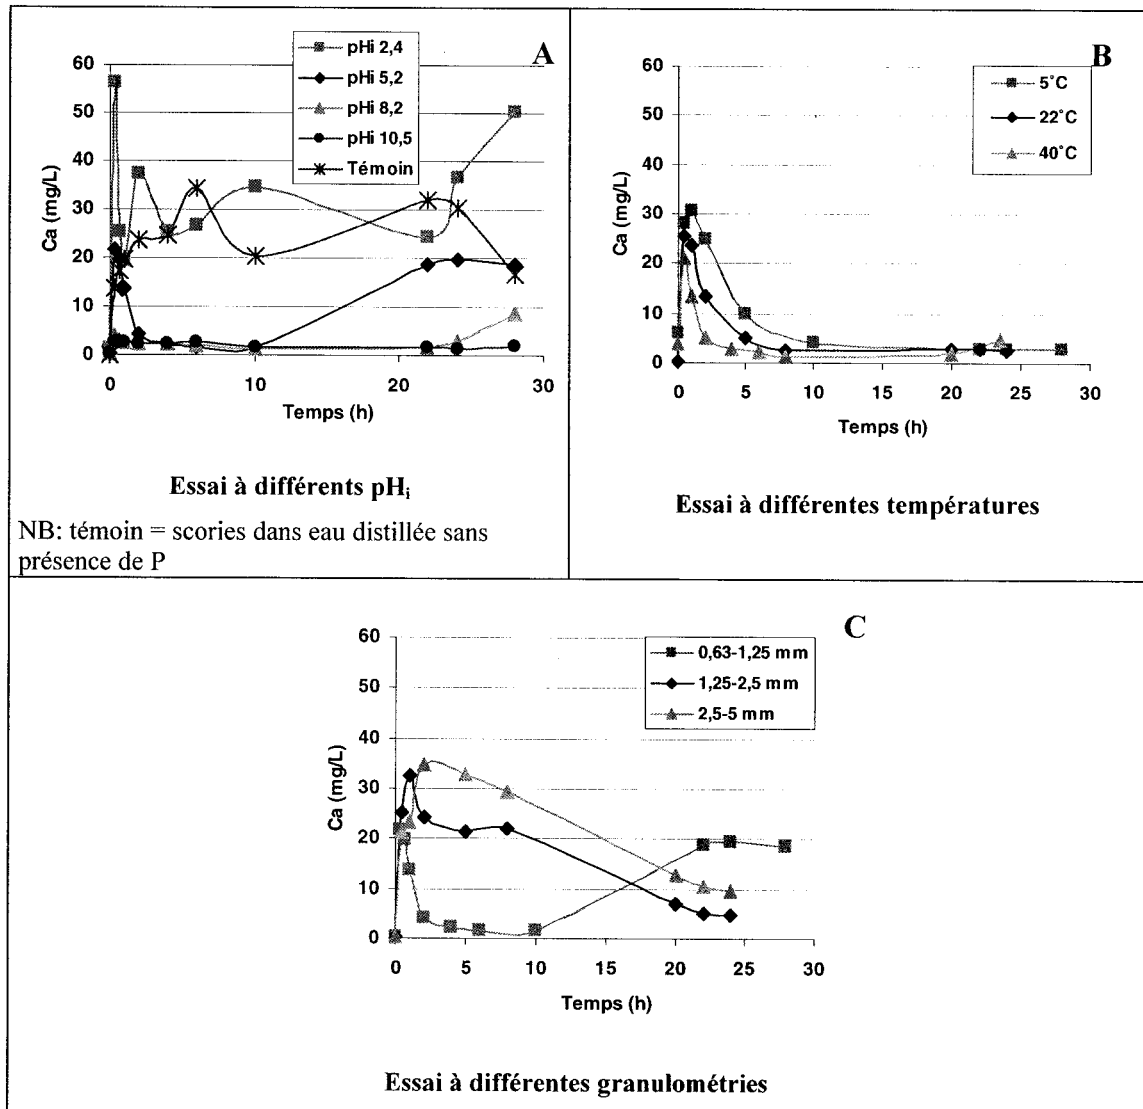 A
pHi 2,4
pHi 5,2
pHi 8,2
pHi 10,5
Témoin
60
50
40
30
20
10
0
Ca (mg/L)
0 10 20 30
Temps (h)
Essai à différents pHi
NB: témoin = scories dans eau distillée sans
présence de P
B
5°C
22°C
40°C
60
50
40
30
20
10
0
Ca (mg/L)
0 5 10 15 20 25 30
Temps (h)
Essai à différentes températures
C
0,63-1,25 mm
1,25-2,5 mm
2,5-5 mm
60
50
40
30
20
10
0
Ca (mg/L)
0 5 10 15 20 25 30
Temps (h)
Essai à différentes granulométries